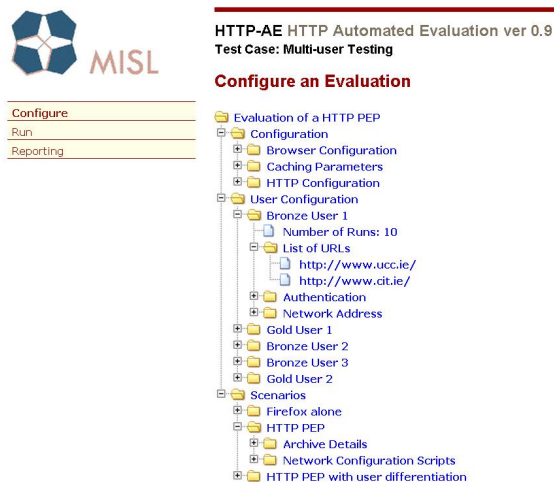 MISL
Configure
Run
Reporting
HTTP-AE HTTP Automated Evaluation ver 0.9
Test Case: Multi-user Testing
Configure an Evaluation
Evaluation of a HTTP PEP
Configuration
Browser Configuration
Caching Parameters
HTTP Configuration
User Configuration
Bronze User 1
Number of Runs: 10
List of URLs
http://www.ucc.ie/
http://www.cit.ie/
Authentication
Network Address
Gold User 1
Bronze User 2
Bronze User 3
Gold User 2
Scenarios
Firefox alone
HTTP PEP
Archive Details
Network Configuration Scripts
HTTP PEP with user differentiation